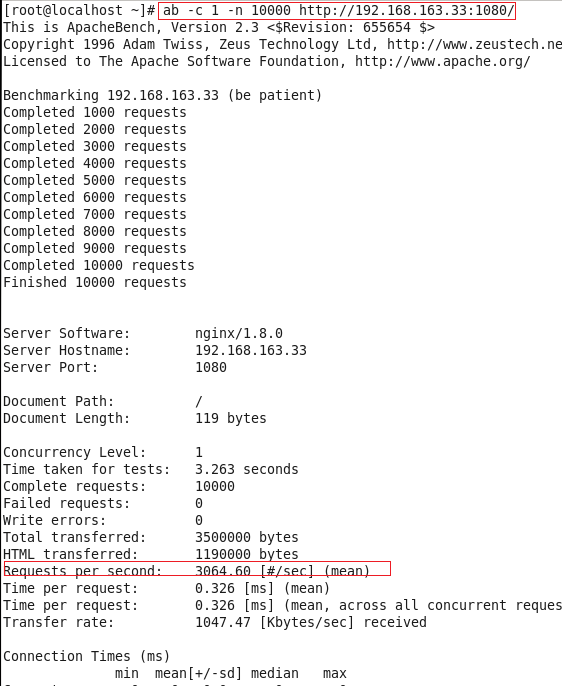 [root@localhost ~]# ab -c 1 -n 10000 http://192.168.163.33:1080/
This is ApacheBench, Version 2.3 <$Revision: 655654 $>
Copyright 1996 Adam Twiss, Zeus Technology Ltd, http://www.zeustech.ne
Licensed to The Apache Software Foundation, http://www.apache.org/
Benchmarking 192.168.163.33 (be patient)
Completed 1000 requests
Completed 2000 requests
Completed 3000 requests
Completed 4000 requests
Completed 5000 requests
Completed 6000 requests
Completed 7000 requests
Completed 8000 requests
Completed 9000 requests
Completed 10000 requests
Finished 10000 requests
Server Software: nginx/1.8.0
Server Hostname: 192.168.163.33
Server Port: 1080
Document Path: /
Document Length: 119 bytes
Concurrency Level: 1
Time taken for tests: 3.263 seconds
Complete requests: 10000
Failed requests: 0
Write errors: 0
Total transferred: 3500000 bytes
HTML transferred: 1190000 bytes
Requests per second: 3064.60 [#/sec] (mean)
Time per request: 0.326 [ms] (mean)
Time per request: 0.326 [ms] (mean, across all concurrent reques
Transfer rate: 1047.47 [Kbytes/sec] received
Connection Times (ms)
min mean[+/-sd] median max